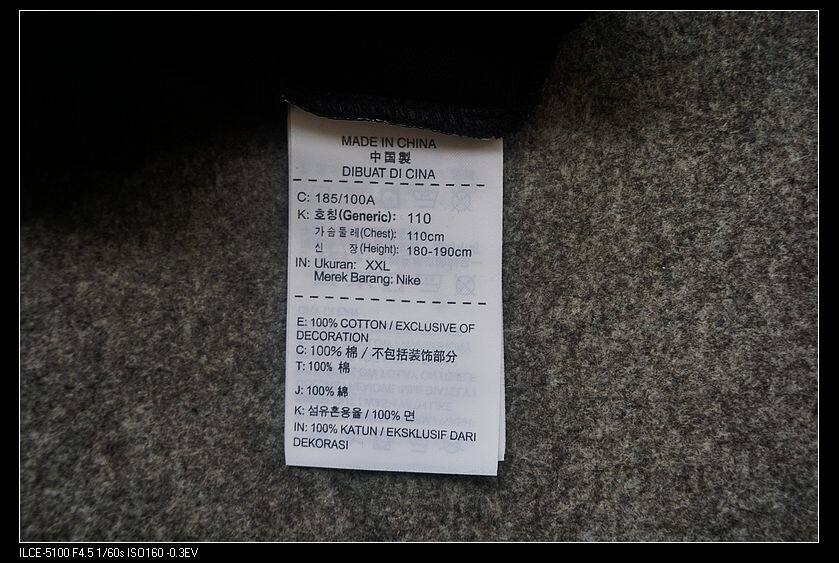 MADE IN CHINA
中国製
DIBUAT DI CINA
C: 185/100A
K: 호칭(Generic): 110
가슴둘레(Chest): 110cm
신 장(Height): 180-190cm
IN: Ukuran: XXL
Merek Barang: Nike
E: 100% COTTON / EXCLUSIVE OF
DECORATION
C: 100% 棉 / 不包括装饰部分
T: 100% 棉
J: 100% 綿
K: 섬유혼용율 / 100% 면
IN: 100% KATUN / EKSKLUSIF DARI
DEKORASI
ILCE-5100 F4.5 1/60s ISO160 -0.3EV